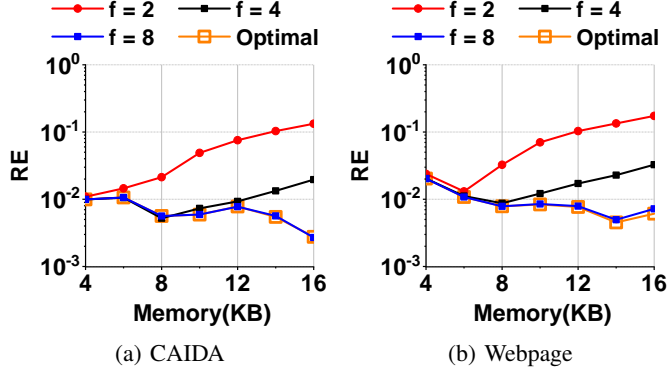 f = 2 f = 4
f = 8 Optimal
RE
10^0
10^-1
10^-2
10^-3
4 8 12 16
Memory(KB)
(a) CAIDA
f = 2 f = 4
f = 8 Optimal
RE
10^0
10^-1
10^-2
10^-3
4 8 12 16
Memory(KB)
(b) Webpage